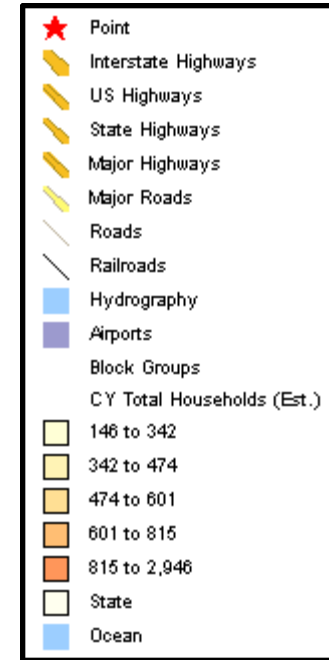 Point
Interstate Highways
US Highways
State Highways
Major Highways
Major Roads
Roads
Railroads
Hydrography
Airports
Block Groups
CY Total Households (Est.)
146 to 342
342 to 474
474 to 601
601 to 815
815 to 2,946
State
Ocean